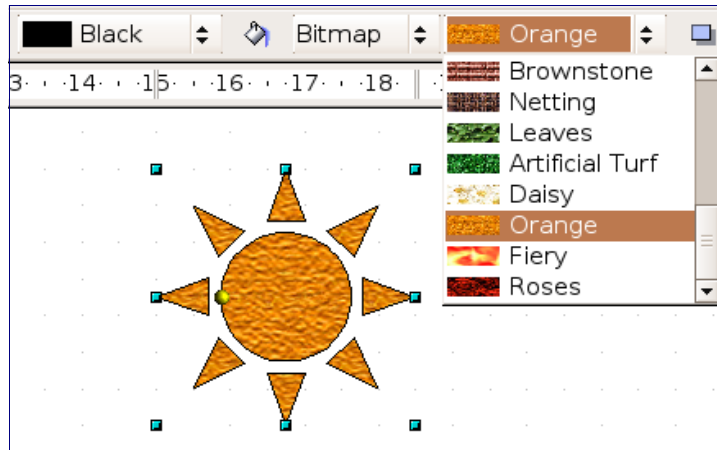 Black Bitmap Orange
3 · 14 · 15 · 16 · 17 · 18 ·
Brownstone
Netting
Leaves
Artificial Turf
Daisy
Orange
Fiery
Roses